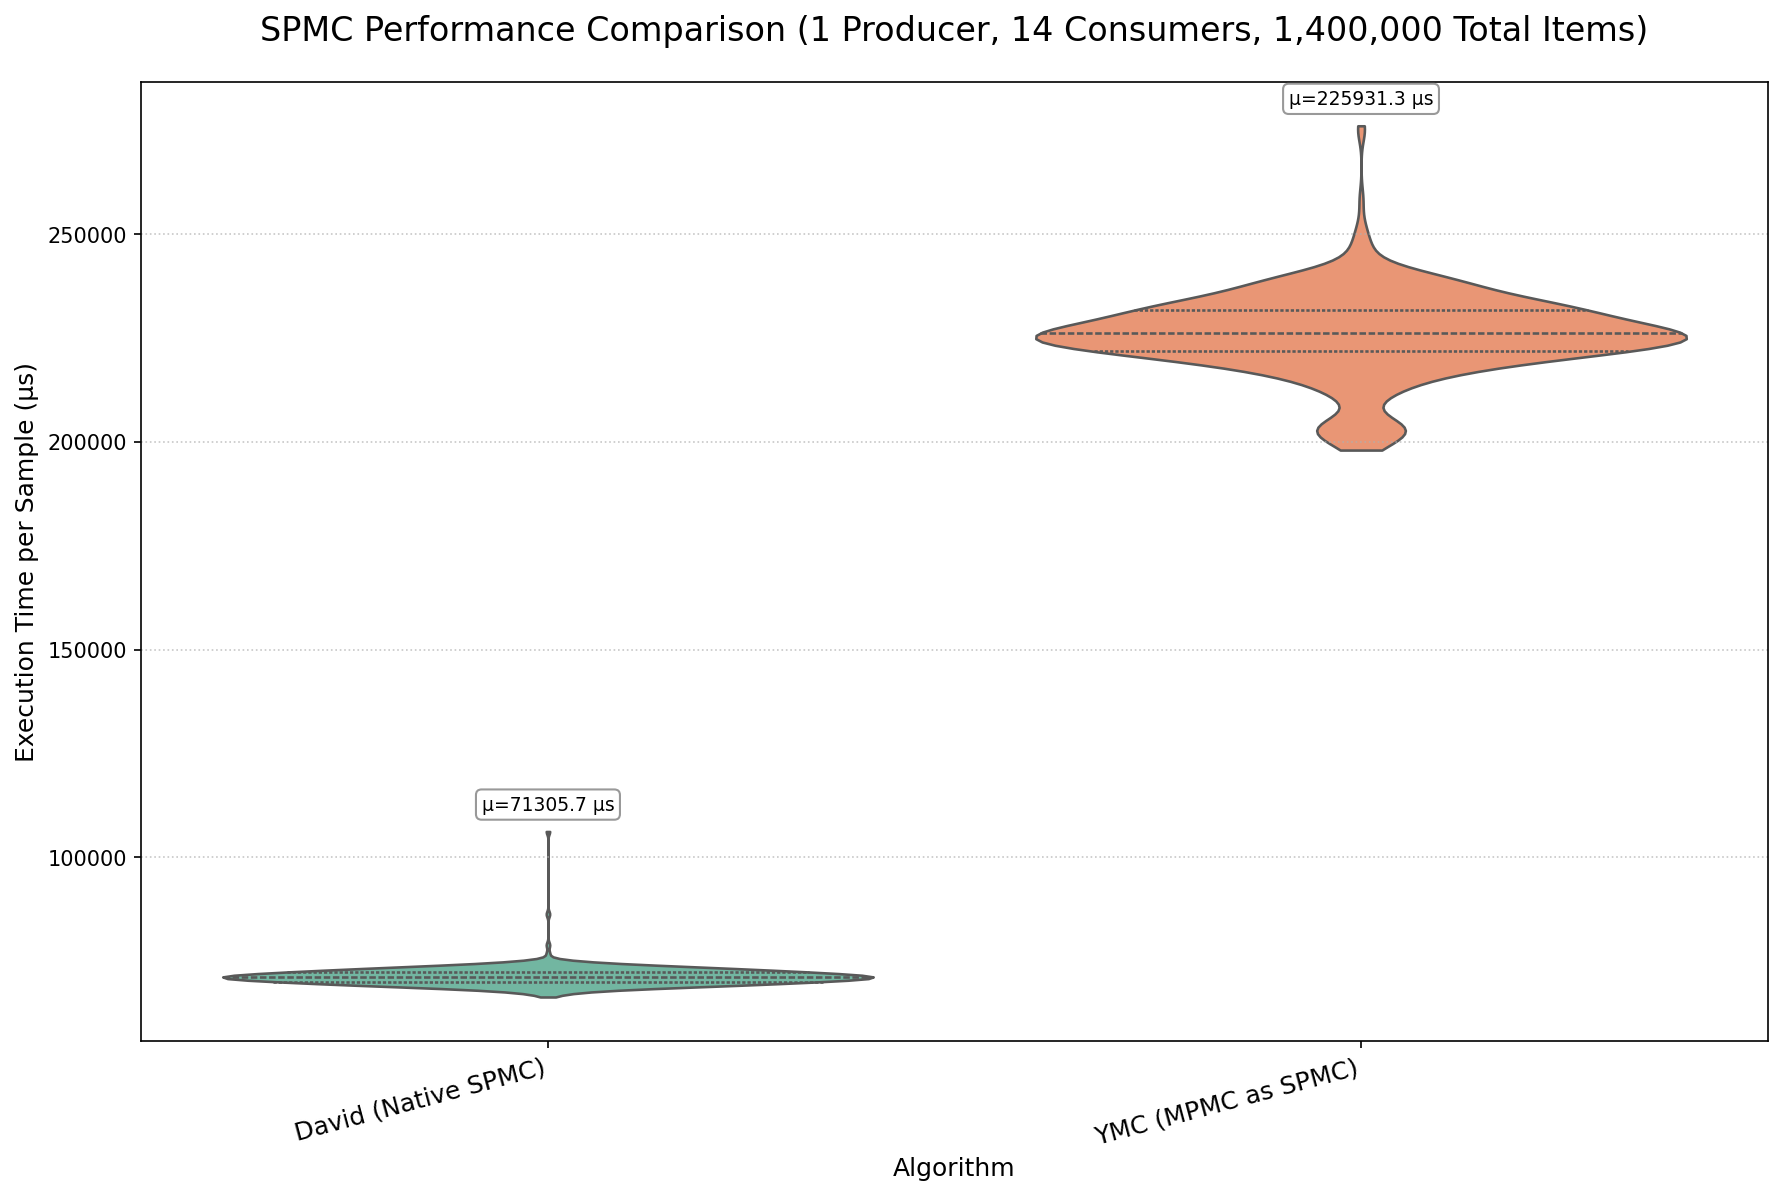 SPMC Performance Comparison (1 Producer, 14 Consumers, 1,400,000 Total Items)
µ=225931.3 µs
250000
200000
150000
100000
µ=71305.7 µs
Execution Time per Sample (µs)
David (Native SPMC)
YMC (MPMC as SPMC)
Algorithm